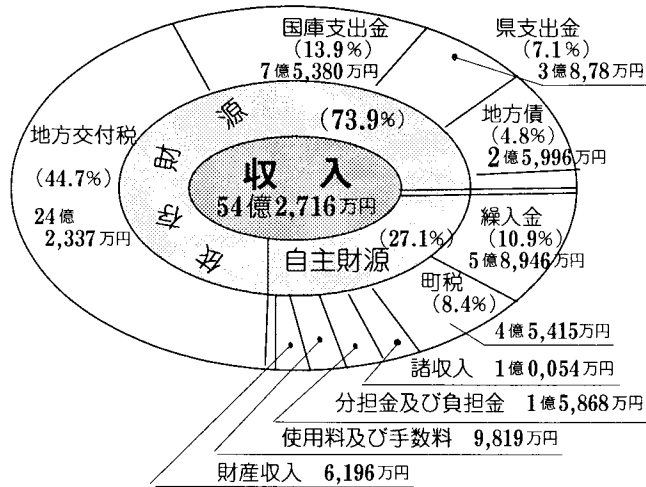 国庫支出金
(13.9%)
7億5,380万円
県支出金
(7.1%)
3億8,78万円
地方債
(4.8%)
2億5,996万円
地方交付税
(44.7%)
24億
2,337万円
依存財源
(73.9%)
収 入
54億2,716万円
自主財源
(27.1%)
繰入金
(10.9%)
5億8,946万円
町税
(8.4%)
4億5,415万円
諸収入 1億0,054万円
分担金及び負担金 1億5,868万円
使用料及び手数料 9,819万円
財産収入 6,196万円